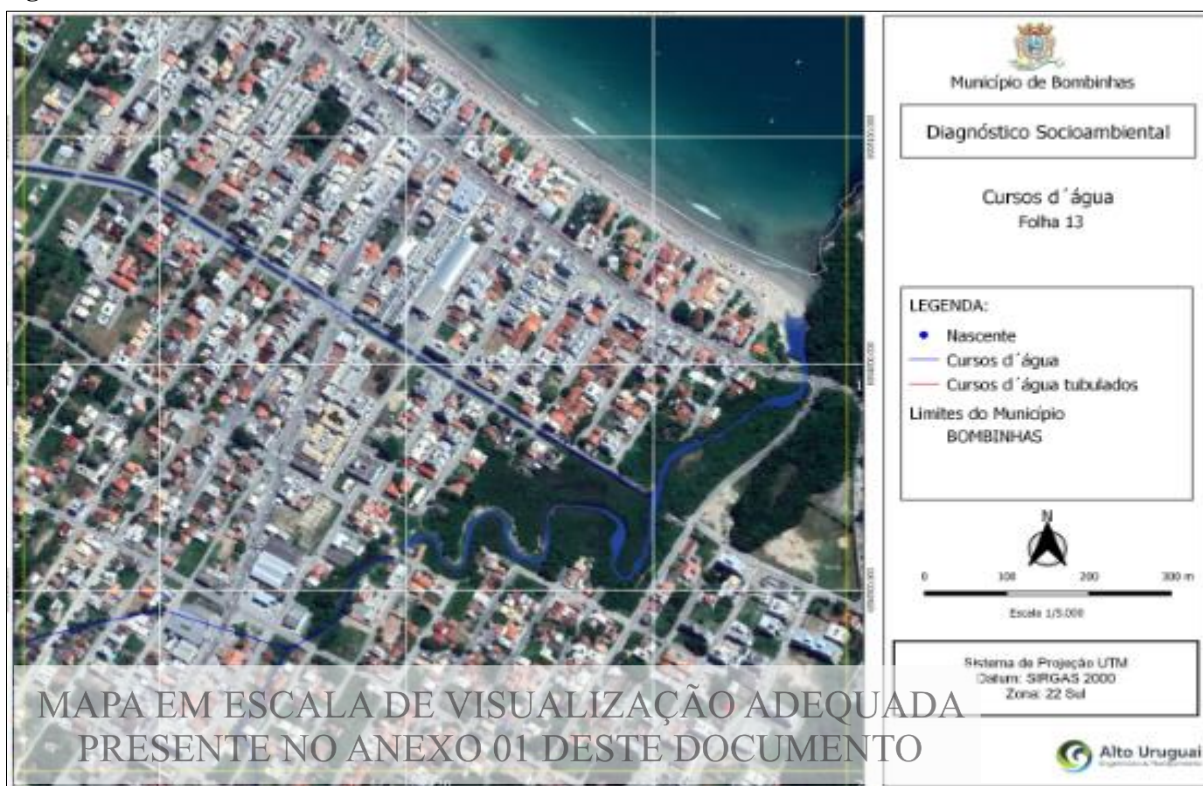 Município de Bombinhas
Diagnóstico Socioambiental
Cursos d´água
Folha 13
LEGENDA:
Nascente
Cursos d´água
Cursos d´água tubulados
Limites do Município
BOMBINHAS
N
0 100 200 300 m
Escala 1/5.000
Sistema de Projeção UTM
Datum: SIRGAS 2000
Zona: 22 Sul
MAPA EM ESCALA DE VISUALIZAÇÃO ADEQUADA
PRESENTE NO ANEXO 01 DESTE DOCUMENTO
Alto Uruguai